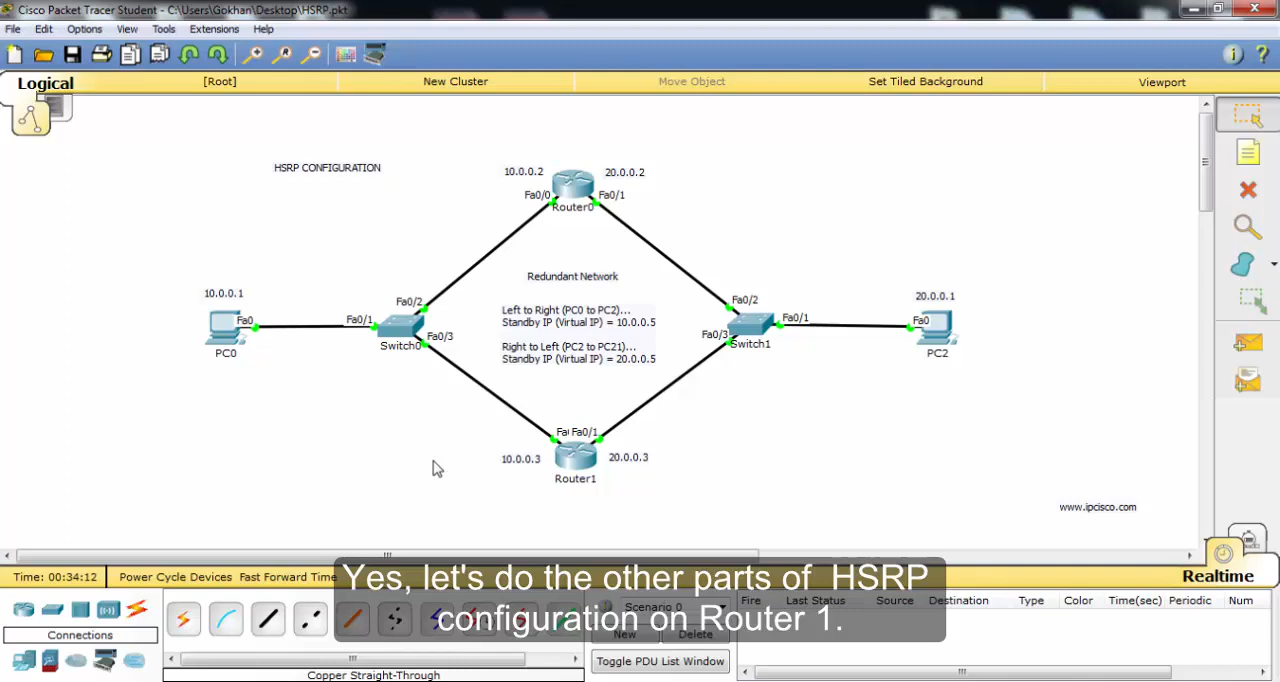 Cisco Packet Tracer Student - C:\Users\Gokhan\Desktop\HSRP.pkt
File Edit Options View Tools Extensions Help
Logical [Root] New Cluster Move Object Set Tiled Background Viewport
HSRP CONFIGURATION
10.0.0.2 20.0.0.2
Fa0/0 Fa0/1
Router0
Redundant Network
10.0.0.1
20.0.0.1
Fa0/2
Fa0/2
Left to Right (PC0 to PC2)...
Standby IP (Virtual IP) = 10.0.0.5
Fa0 Fa0/1
Fa0/1 Fa0
Fa0/3
Fa0/3
Switch0
Switch1
Right to Left (PC2 to PC21)...
Standby IP (Virtual IP) = 20.0.0.5
PC0
PC2
Fa0/1
10.0.0.3 20.0.0.3
Router1
www.ipcisco.com
Time: 00:34:12 Power Cycle Devices Fast Forward Time
Realtime
Yes, let's do the other parts of HSRP
configuration on Router 1.
Scenario 0
Fire Last Status Source Destination Type Color Time(sec) Periodic Num
Connections
New Delete
Toggle PDU List Window
Copper Straight-Through